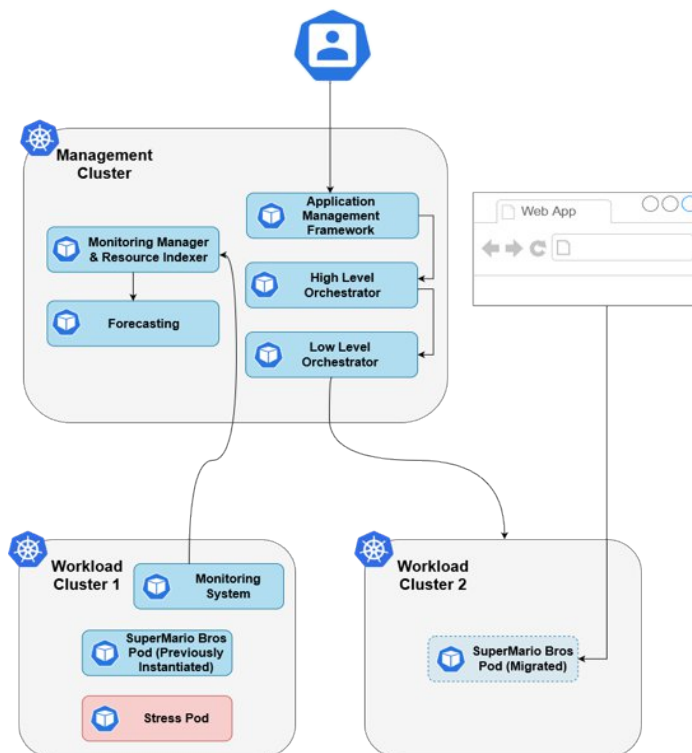 Management
Cluster
Application
Management
Framework
Monitoring Manager
& Resource Indexer
High Level
Orchestrator
Forecasting
Low Level
Orchestrator
Web App
Workload
Cluster 1
Monitoring
System
SuperMario Bros
Pod (Previously
Instantiated)
Stress Pod
Workload
Cluster 2
SuperMario Bros
Pod (Migrated)